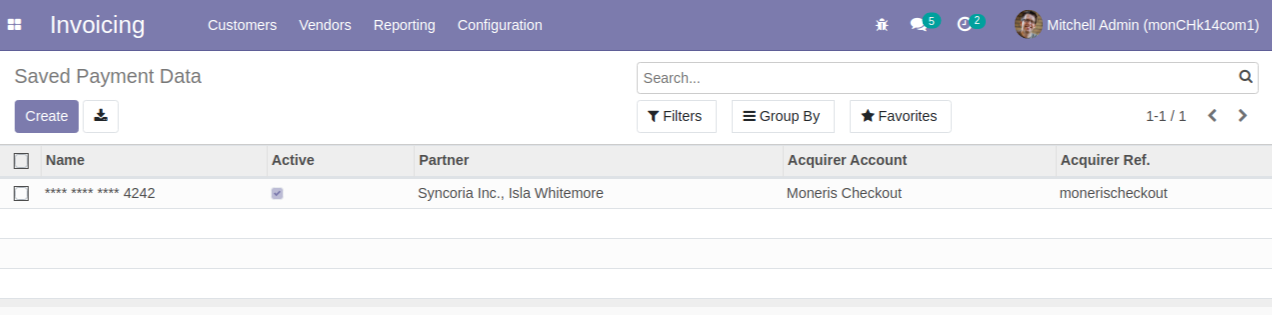 Invoicing Customers Vendors Reporting Configuration 5 2 Mitchell Admin (monCHk14com1)
Saved Payment Data Search...
Create Filters Group By Favorites 1-1 / 1
Name Active Partner Acquirer Account Acquirer Ref.
**** **** **** 4242 Syncoria Inc., Isla Whitemore Moneris Checkout monerischeckout